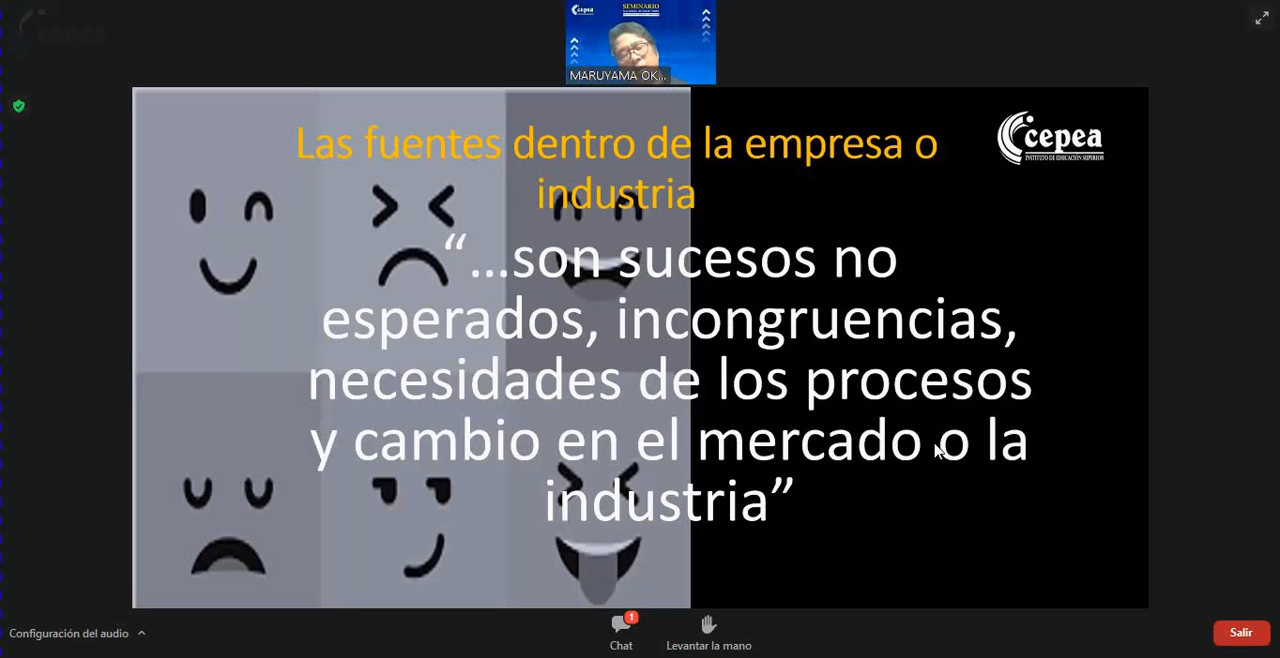 cepea
SEMINARIO
MARUYAMA OK...
Las fuentes dentro de la empresa o
industria
cepea
INSTITUTO DE EDUCACIÓN SUPERIOR
“...son sucesos no
esperados, incongruencias,
necesidades de los procesos
y cambio en el mercado o la
industria”
Configuración del audio
1
Chat
Levantar la mano
Salir